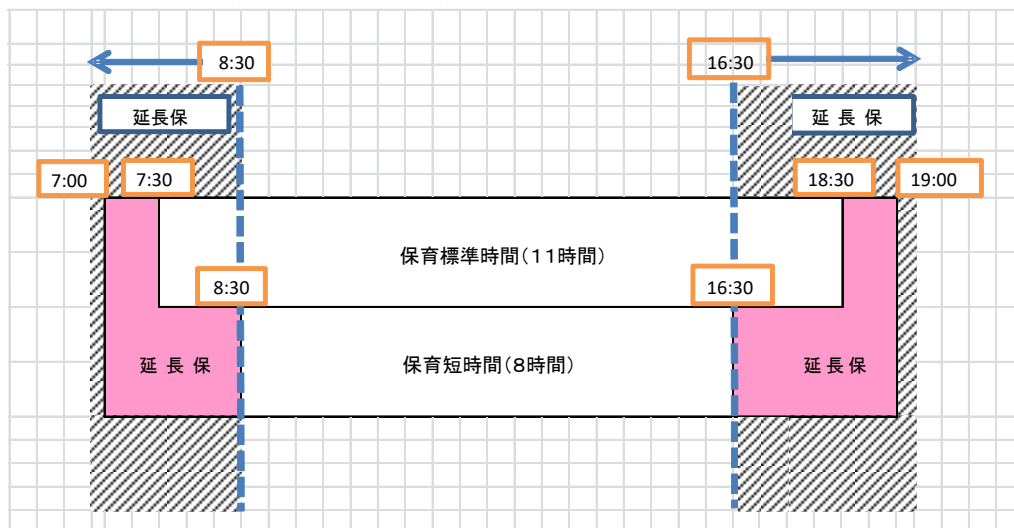 8:30
16:30
延長保
延 長 保
7:00
7:30
18:30
19:00
保育標準時間(11時間)
8:30
16:30
延 長 保
保育短時間(8時間)
延長保